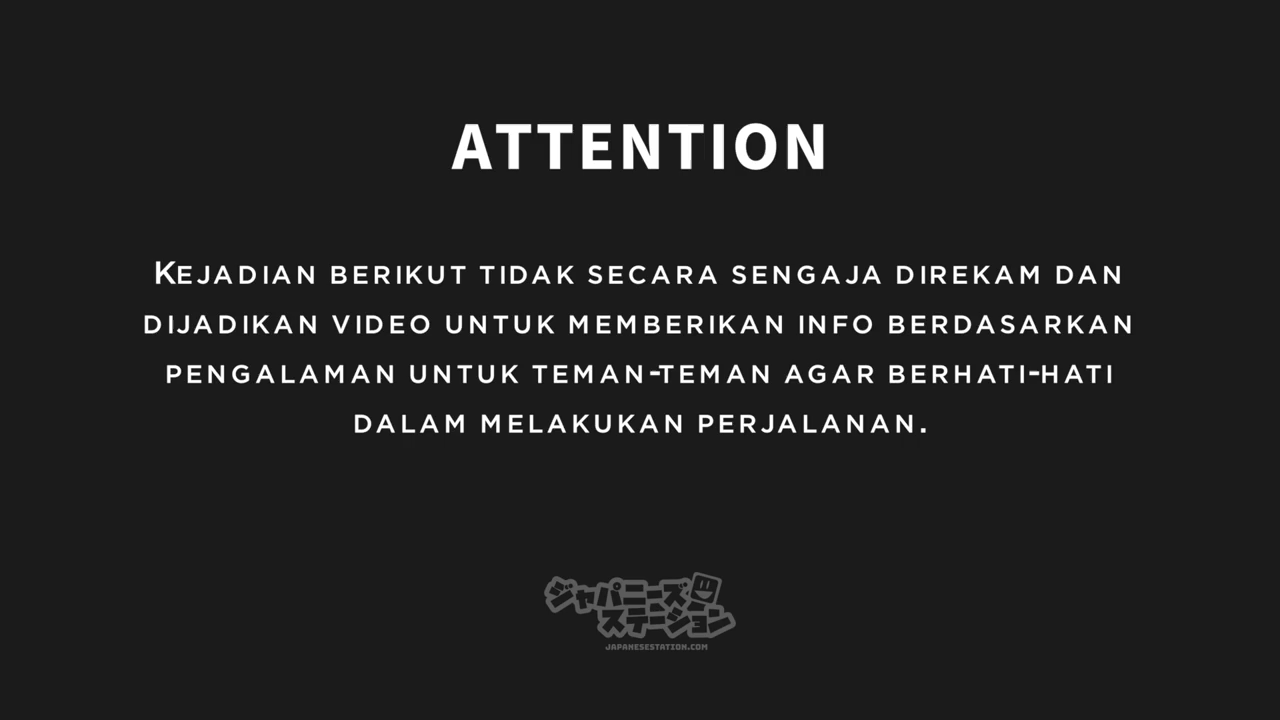 ATTENTION
KEJADIAN BERIKUT TIDAK SECARA SENGAJA DIREKAM DAN
DIJADIKAN VIDEO UNTUK MEMBERIKAN INFO BERDASARKAN
PENGALAMAN UNTUK TEMAN-TEMAN AGAR BERHATI-HATI
DALAM MELAKUKAN PERJALANAN.
ジャパニーズ
ステーション
JAPANESESTATION.COM